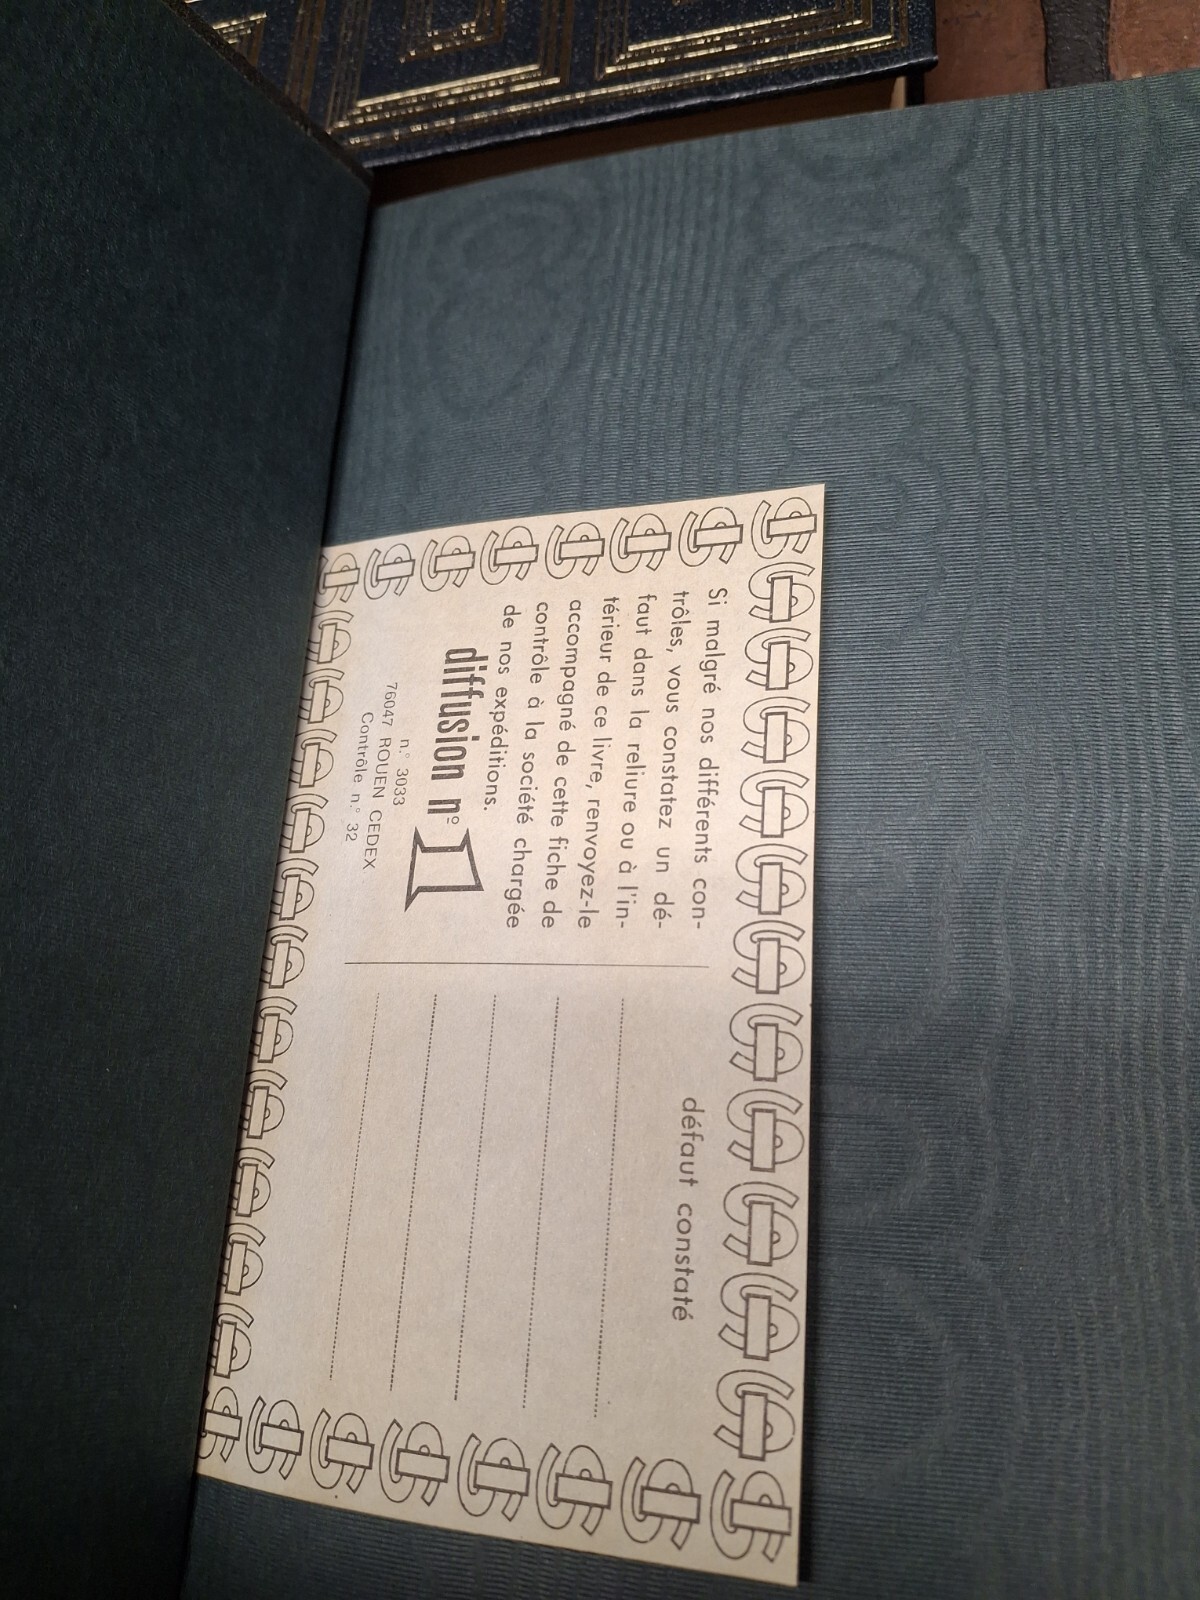 Si malgré nos différents con-
trôles, vous constatez un dé-
faut dans la reliure ou à l'in-
térieur de ce livre, renvoyez-le
accompagné de cette fiche de
contrôle à la société chargée
de nos expéditions.
diffusion n° 1
n.° 3033
76047 ROUEN CEDEX
Contrôle n.° 32
défaut constaté